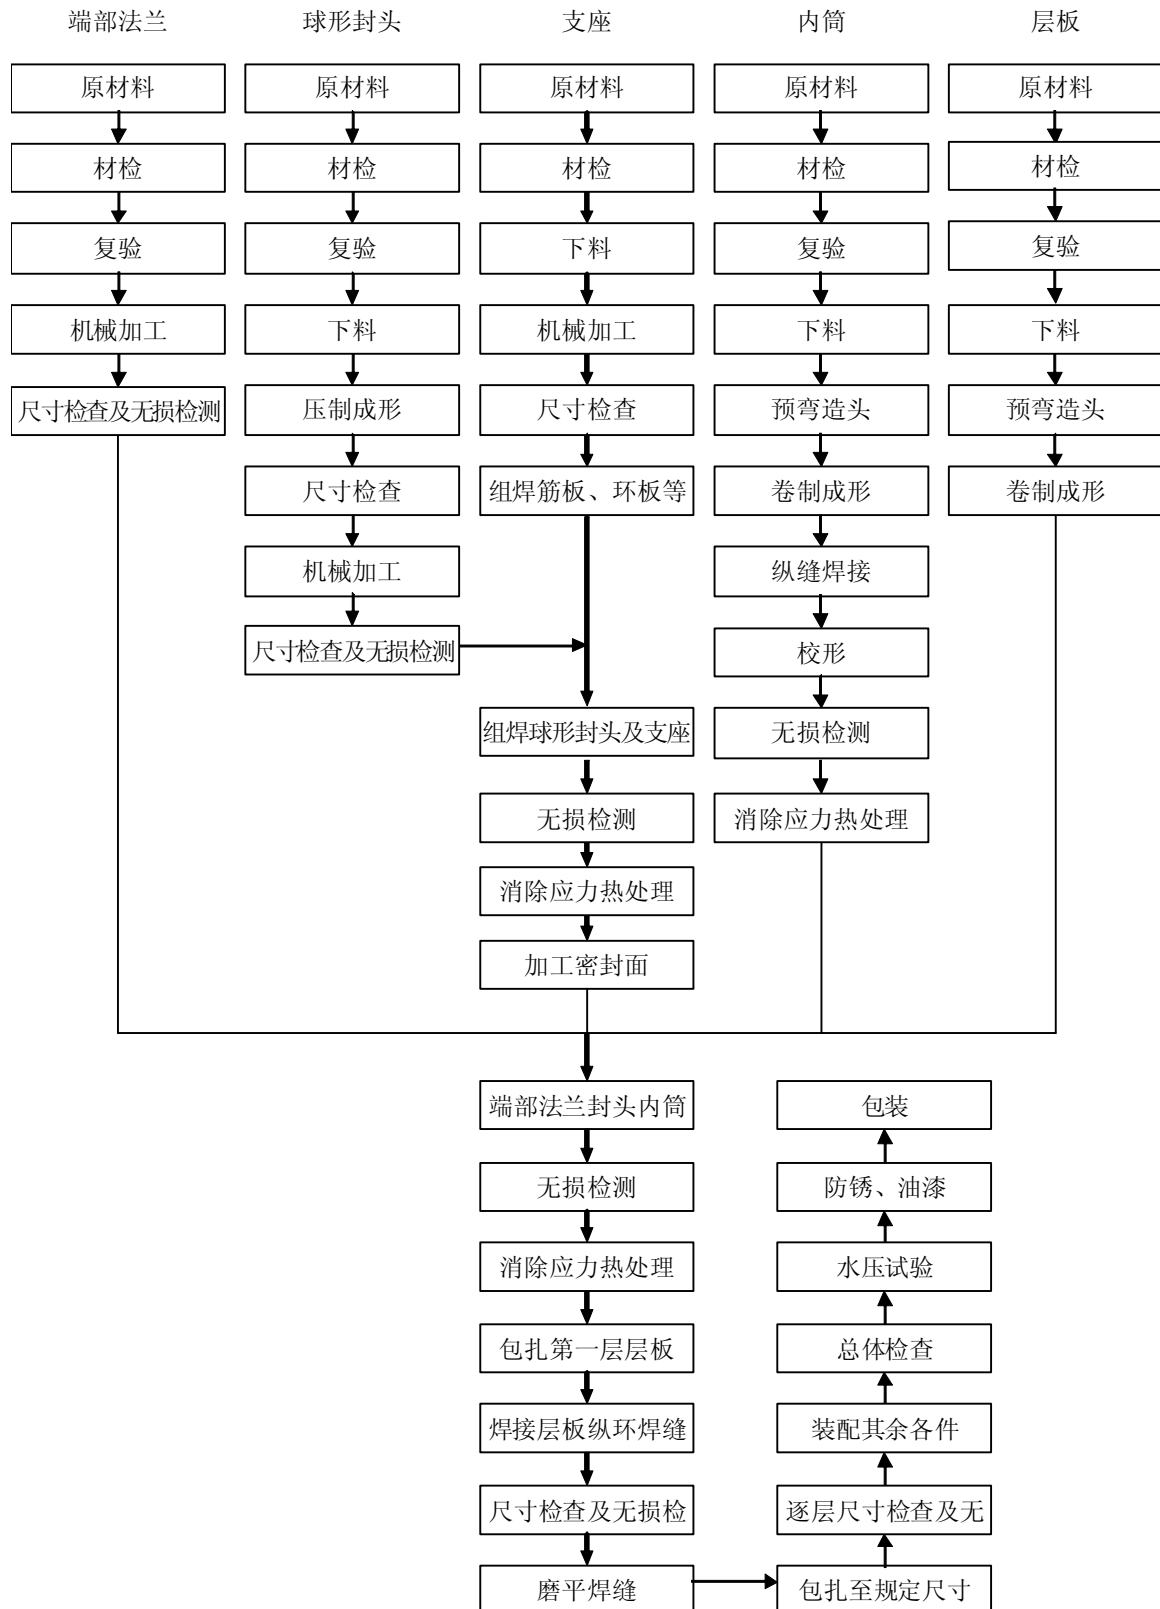 端部法兰
球形封头
支座
内筒
层板
原材料
原材料
原材料
原材料
原材料
材检
材检
材检
材检
材检
复验
复验
下料
复验
复验
机械加工
下料
机械加工
下料
下料
尺寸检查及无损检测
压制成形
尺寸检查
预弯造头
预弯造头
尺寸检查
组焊筋板、环板等
卷制成形
卷制成形
机械加工
纵缝焊接
尺寸检查及无损检测
校形
组焊球形封头及支座
无损检测
无损检测
消除应力热处理
消除应力热处理
加工密封面
端部法兰封头内筒
包装
无损检测
防锈、油漆
消除应力热处理
水压试验
包扎第一层层板
总体检查
焊接层板纵环焊缝
装配其余各件
尺寸检查及无损检
逐层尺寸检查及无
磨平焊缝
包扎至规定尺寸